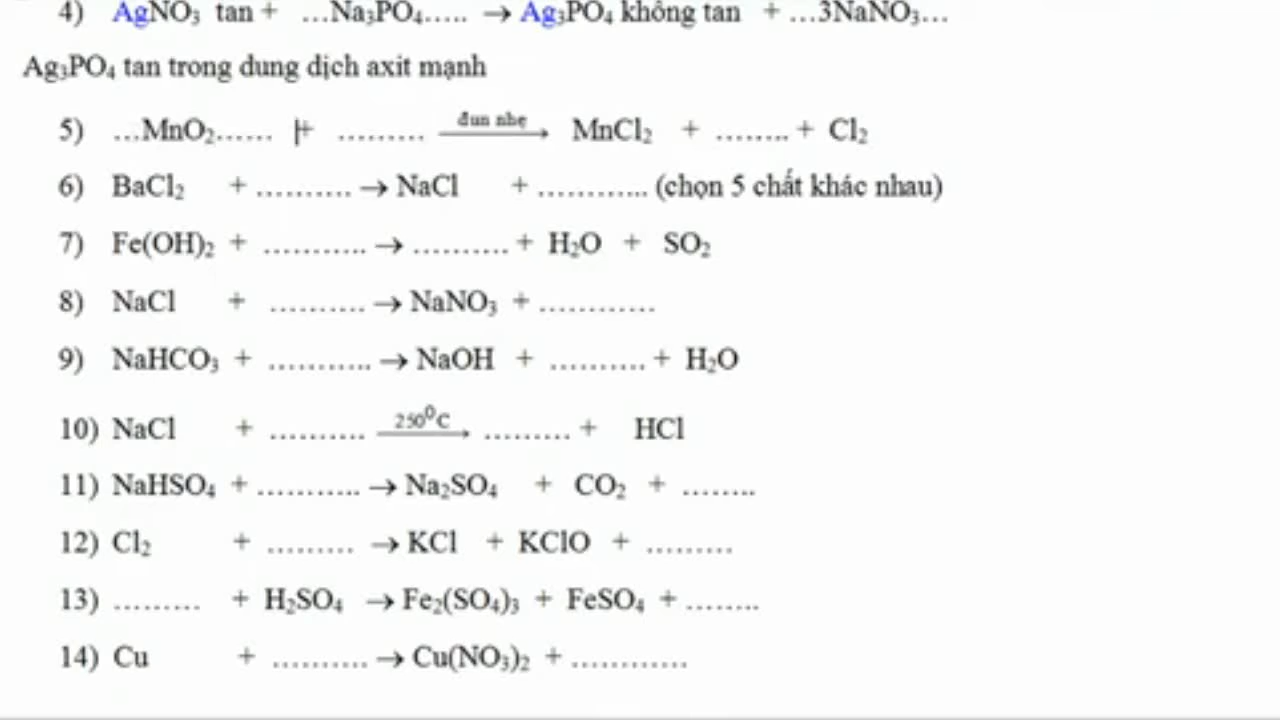 4) AgNO₃ tan + …Na₃PO₄….. → Ag₃PO₄ không tan + …3NaNO₃…
Ag₃PO₄ tan trong dung dịch axit mạnh
5) …MnO₂…… + ……… đun nhẹ → MnCl₂ + …….. + Cl₂
6) BaCl₂ + ………. → NaCl + ………... (chọn 5 chất khác nhau)
7) Fe(OH)₂ + ……….. → ………. + H₂O + SO₂
8) NaCl + ………. → NaNO₃ + …………
9) NaHCO₃ + ……….. → NaOH + ………. + H₂O
10) NaCl + ………. 250⁰C → ……… + HCl
11) NaHSO₄ + ……….. → Na₂SO₄ + CO₂ + ……..
12) Cl₂ + ……… → KCl + KClO + ………
13) ……… + H₂SO₄ → Fe₂(SO₄)₃ + FeSO₄ + ……..
14) Cu + ………. → Cu(NO₃)₂ + …………